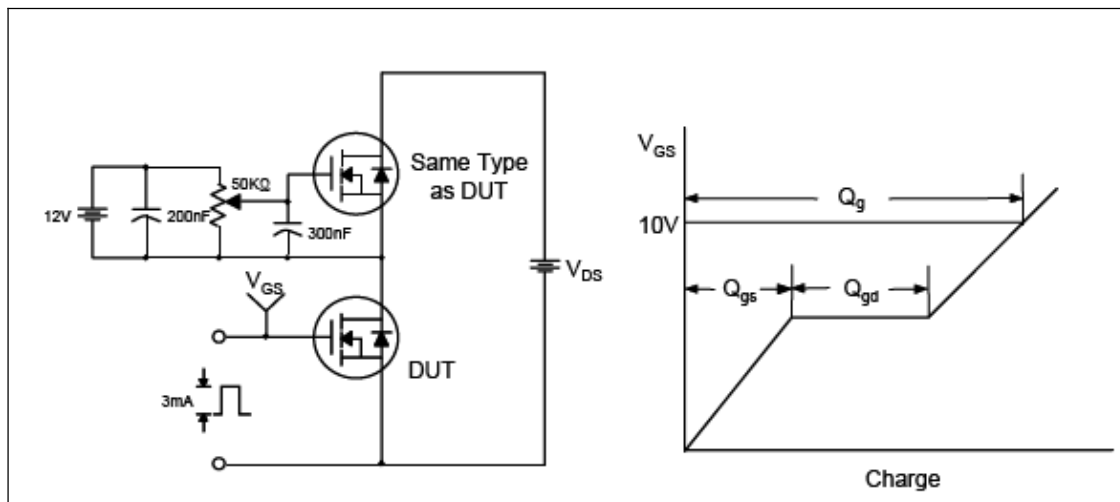 Same Type
as DUT
50KΩ
12V
200nF
300nF
V_GS
V_DS
DUT
3mA
V_GS
10V
Q_g
Q_gs
Q_gd
Charge